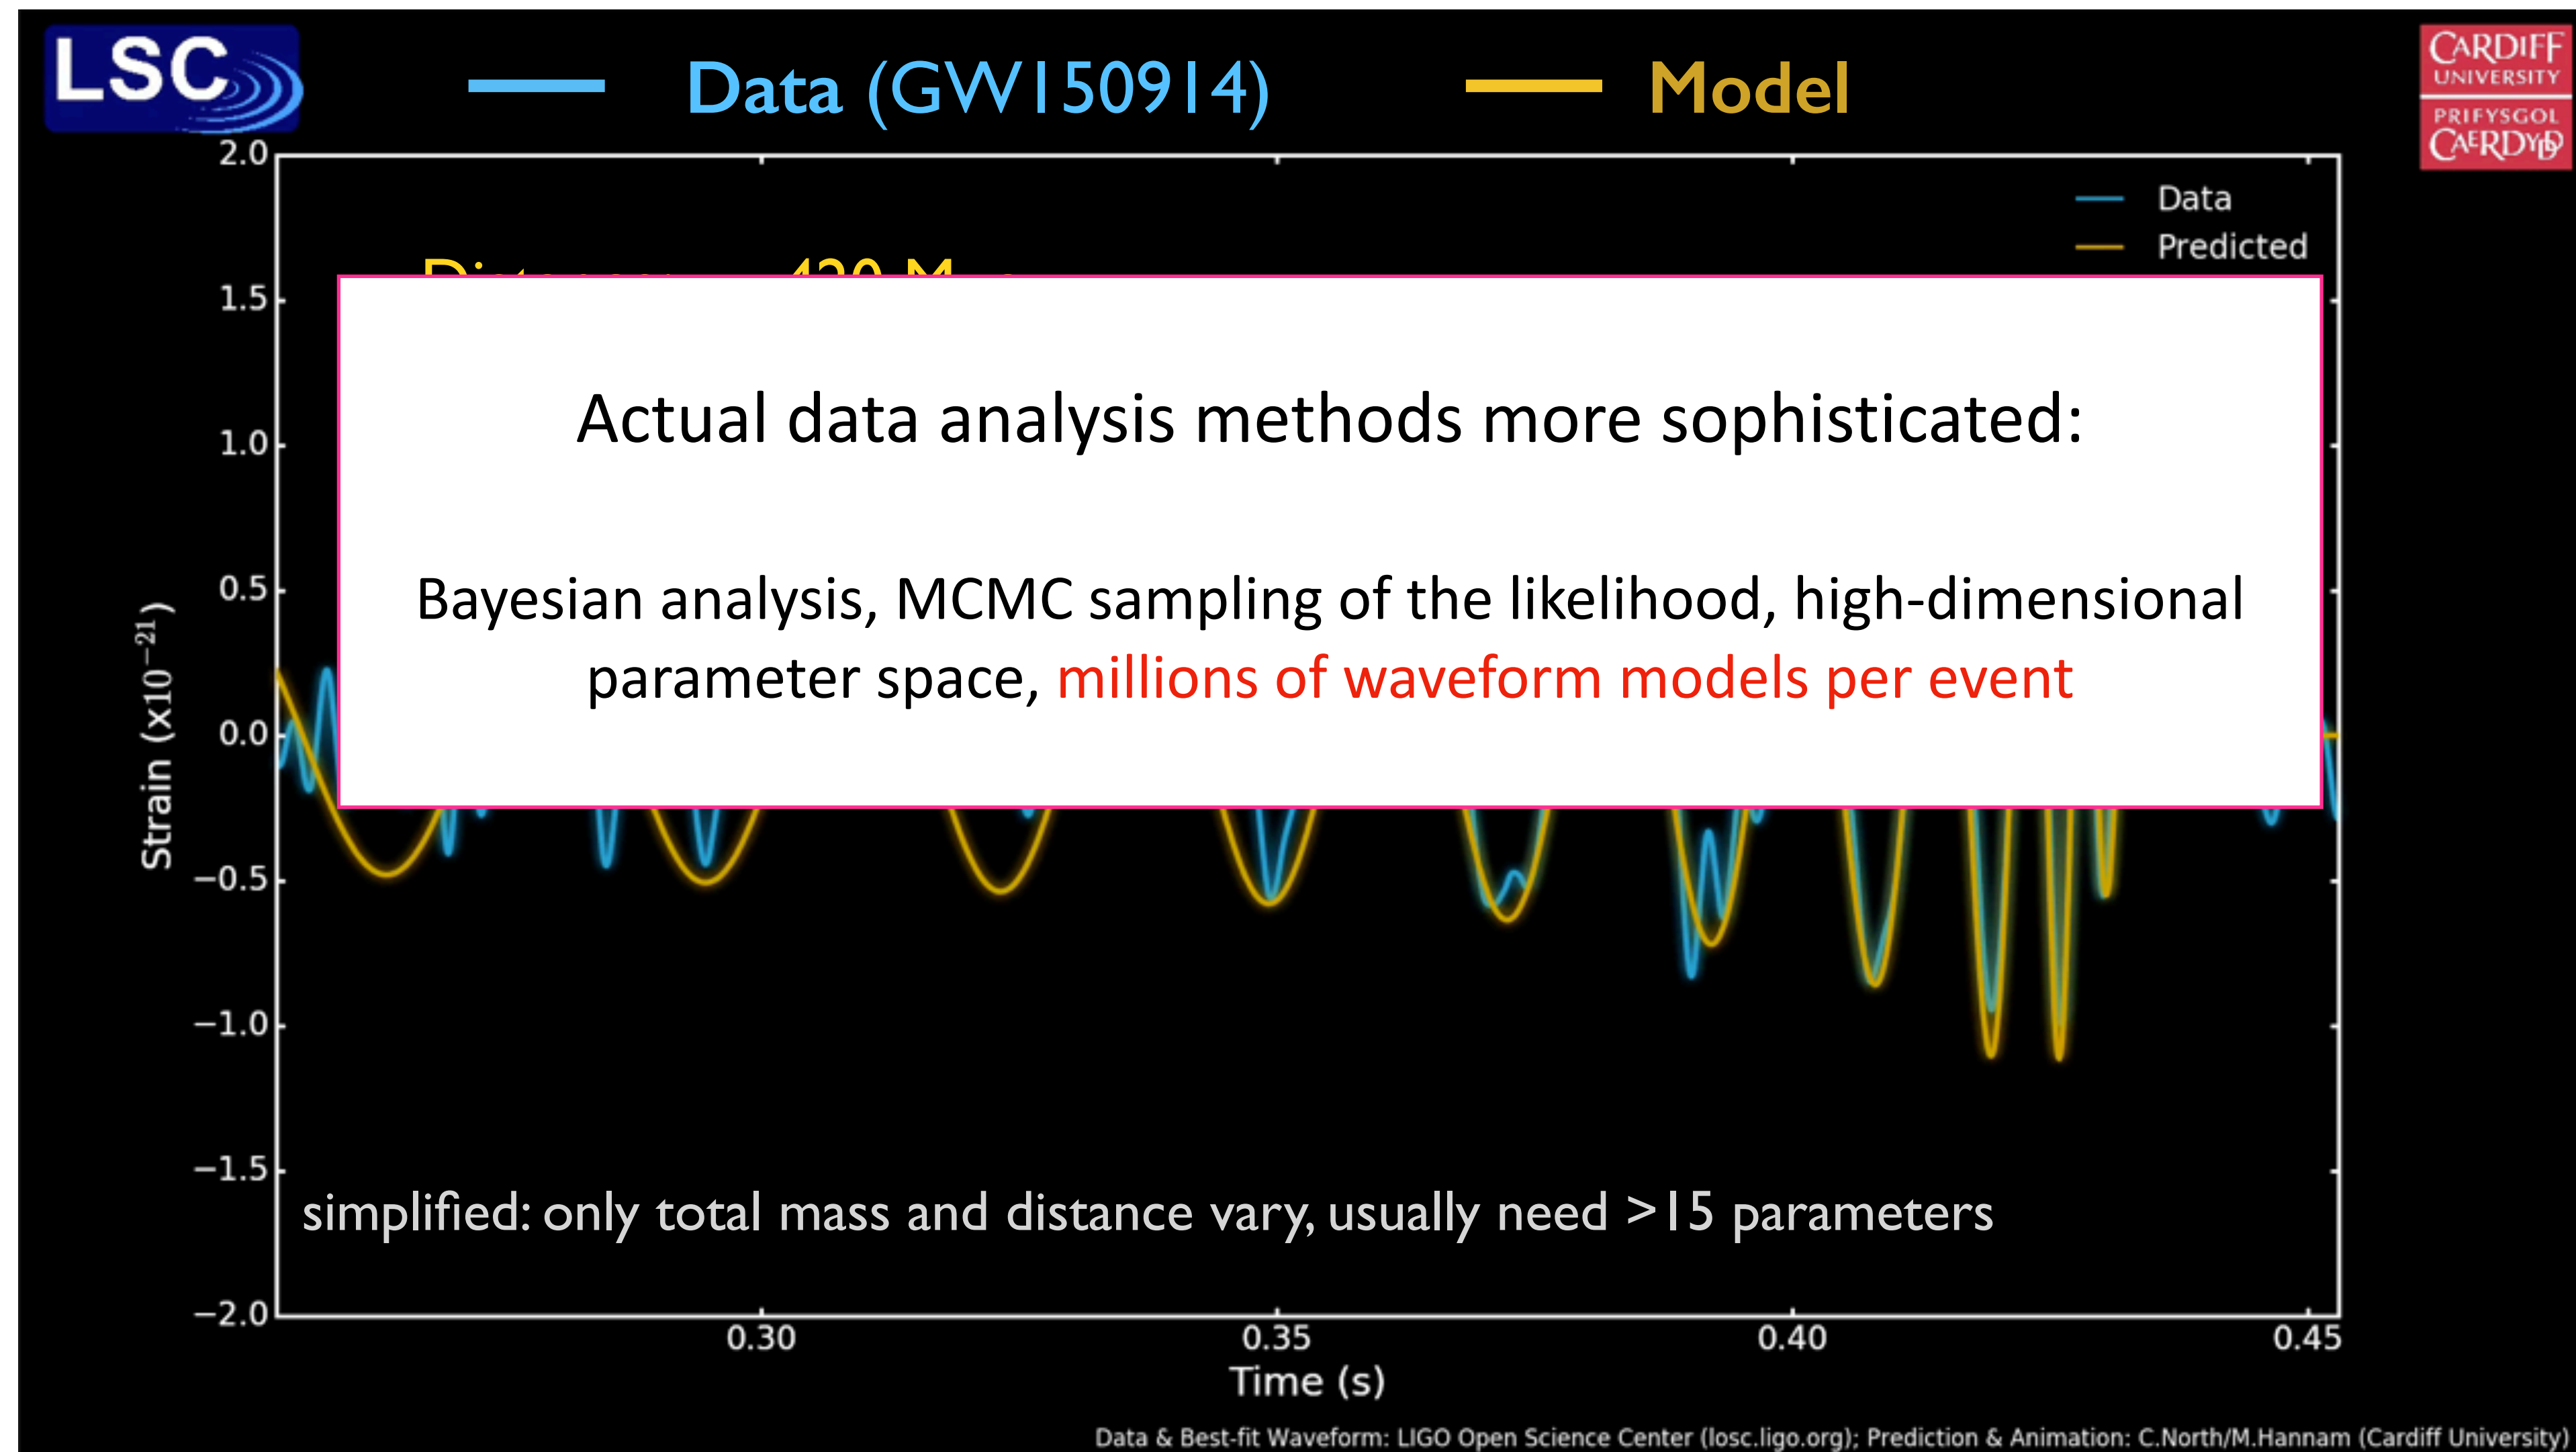 LSC
Data (GW150914)
Model
CARDIFF
UNIVERSITY
PRIFYSGOL
CAERDYDD
2.0
Data
Predicted
1.5
Actual data analysis methods more sophisticated:
1.0
Bayesian analysis, MCMC sampling of the likelihood, high-dimensional
parameter space, millions of waveform models per event
0.5
0.0
−0.5
−1.0
−1.5
−2.0
Strain (x10⁻²¹)
simplified: only total mass and distance vary, usually need >15 parameters
0.30 0.35 0.40 0.45
Time (s)
Data & Best-fit Waveform: LIGO Open Science Center (losc.ligo.org); Prediction & Animation: C.North/M.Hannam (Cardiff University)